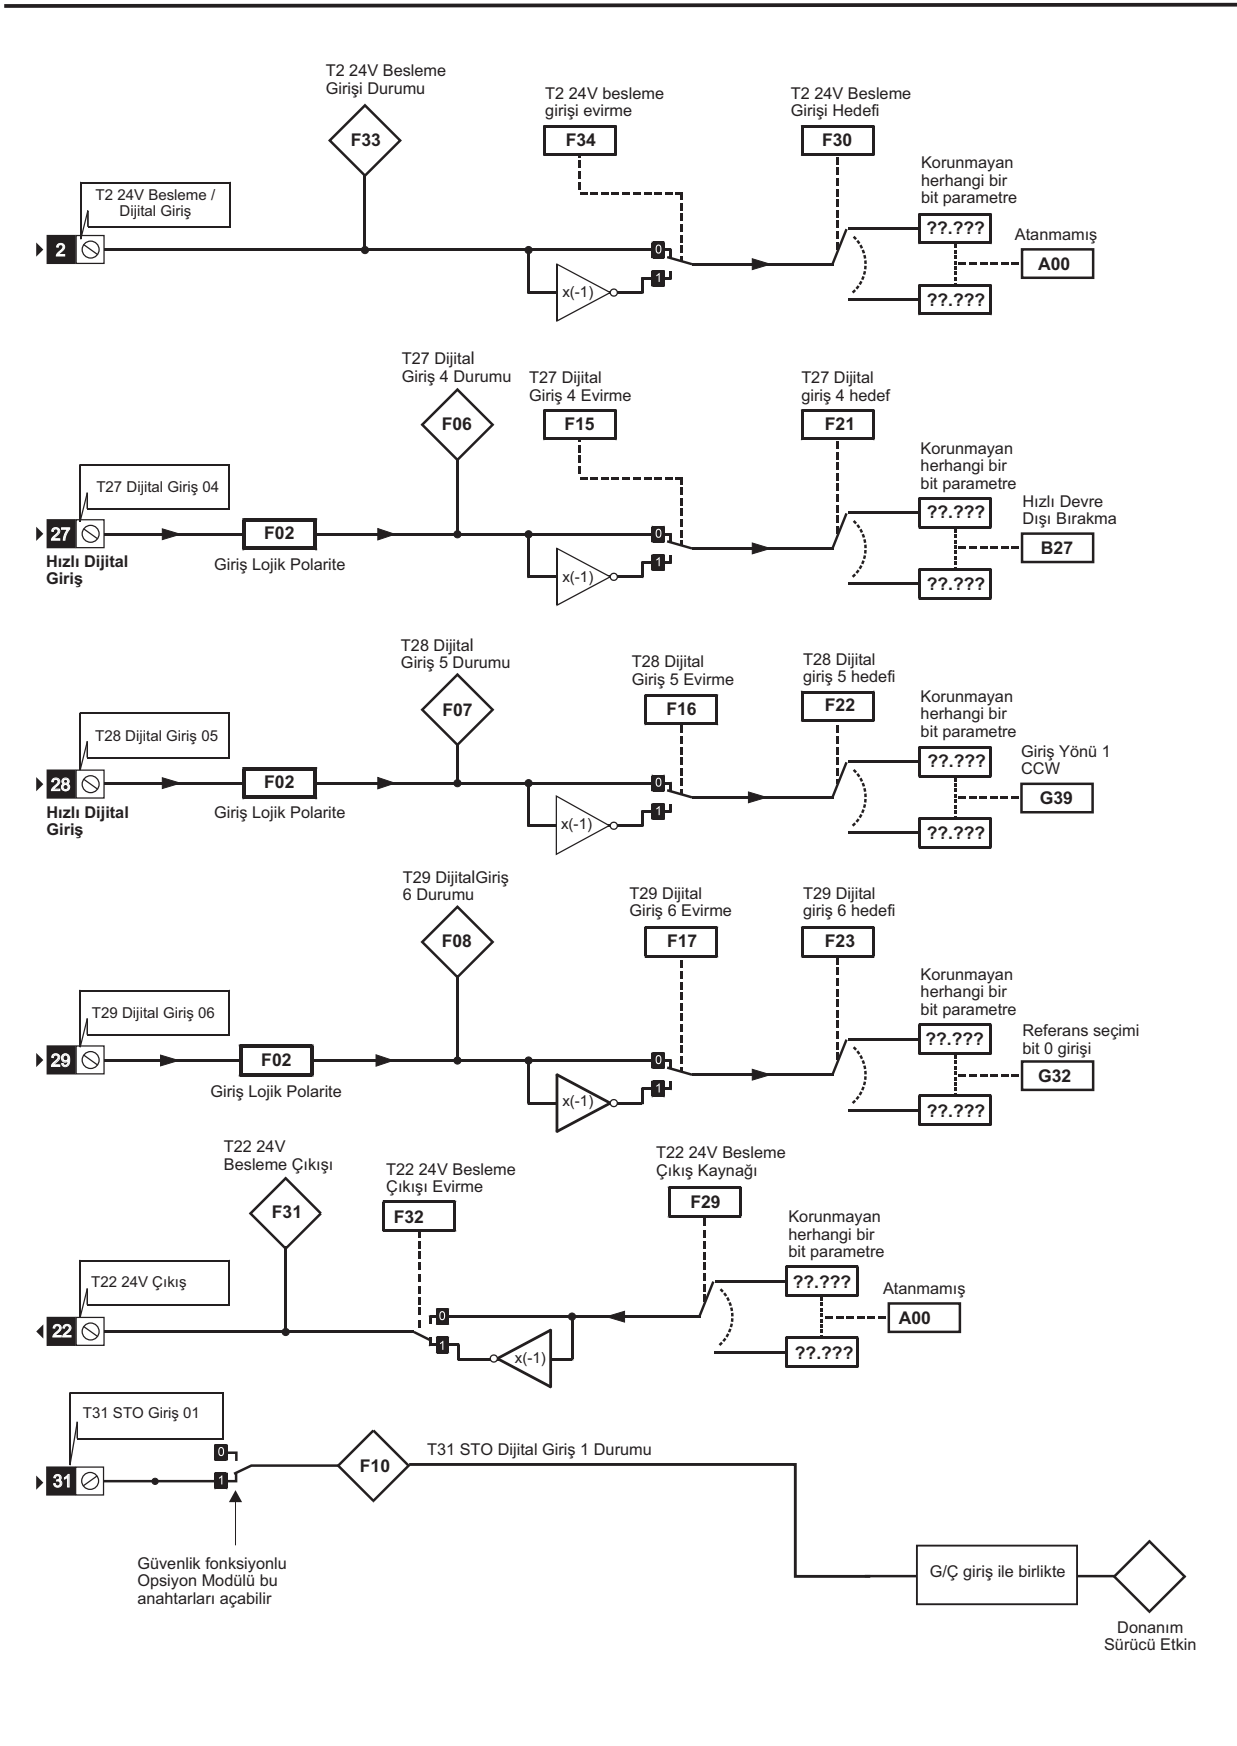 T2 24V Besleme
Girişi Durumu
F33
T2 24V besleme
girişi evirme
F34
T2 24V Besleme
Girişi Hedefi
F30
Korunmayan
herhangi bir
bit parametre
??.???
Atanmamış
A00
??.???
T2 24V Besleme /
Dijital Giriş
2
0
1
x(-1)
T27 Dijital
Giriş 4 Durumu
F06
T27 Dijital
Giriş 4 Evirme
F15
T27 Dijital
giriş 4 hedef
F21
Korunmayan
herhangi bir
bit parametre
??.???
Hızlı Devre
Dışı Bırakma
B27
??.???
T27 Dijital Giriş 04
27
Hızlı Dijital
Giriş
F02
Giriş Lojik Polarite
0
1
x(-1)
T28 Dijital
Giriş 5 Durumu
F07
T28 Dijital
Giriş 5 Evirme
F16
T28 Dijital
giriş 5 hedefi
F22
Korunmayan
herhangi bir
bit parametre
??.???
Giriş Yönü 1
CCW
G39
??.???
T28 Dijital Giriş 05
28
Hızlı Dijital
Giriş
F02
Giriş Lojik Polarite
0
1
x(-1)
T29 DijitalGiriş
6 Durumu
F08
T29 Dijital
Giriş 6 Evirme
F17
T29 Dijital
giriş 6 hedefi
F23
Korunmayan
herhangi bir
bit parametre
??.???
Referans seçimi
bit 0 girişi
G32
??.???
T29 Dijital Giriş 06
29
F02
Giriş Lojik Polarite
0
1
x(-1)
T22 24V
Besleme Çıkışı
F31
T22 24V Besleme
Çıkışı Evirme
F32
T22 24V Besleme
Çıkış Kaynağı
F29
Korunmayan
herhangi bir
bit parametre
??.???
Atanmamış
A00
??.???
T22 24V Çıkış
22
0
1
x(-1)
T31 STO Giriş 01
31
0
1
F10
T31 STO Dijital Giriş 1 Durumu
Güvenlik fonksiyonlu
Opsiyon Modülü bu
anahtarları açabilir
G/Ç giriş ile birlikte
Donanım
Sürücü Etkin